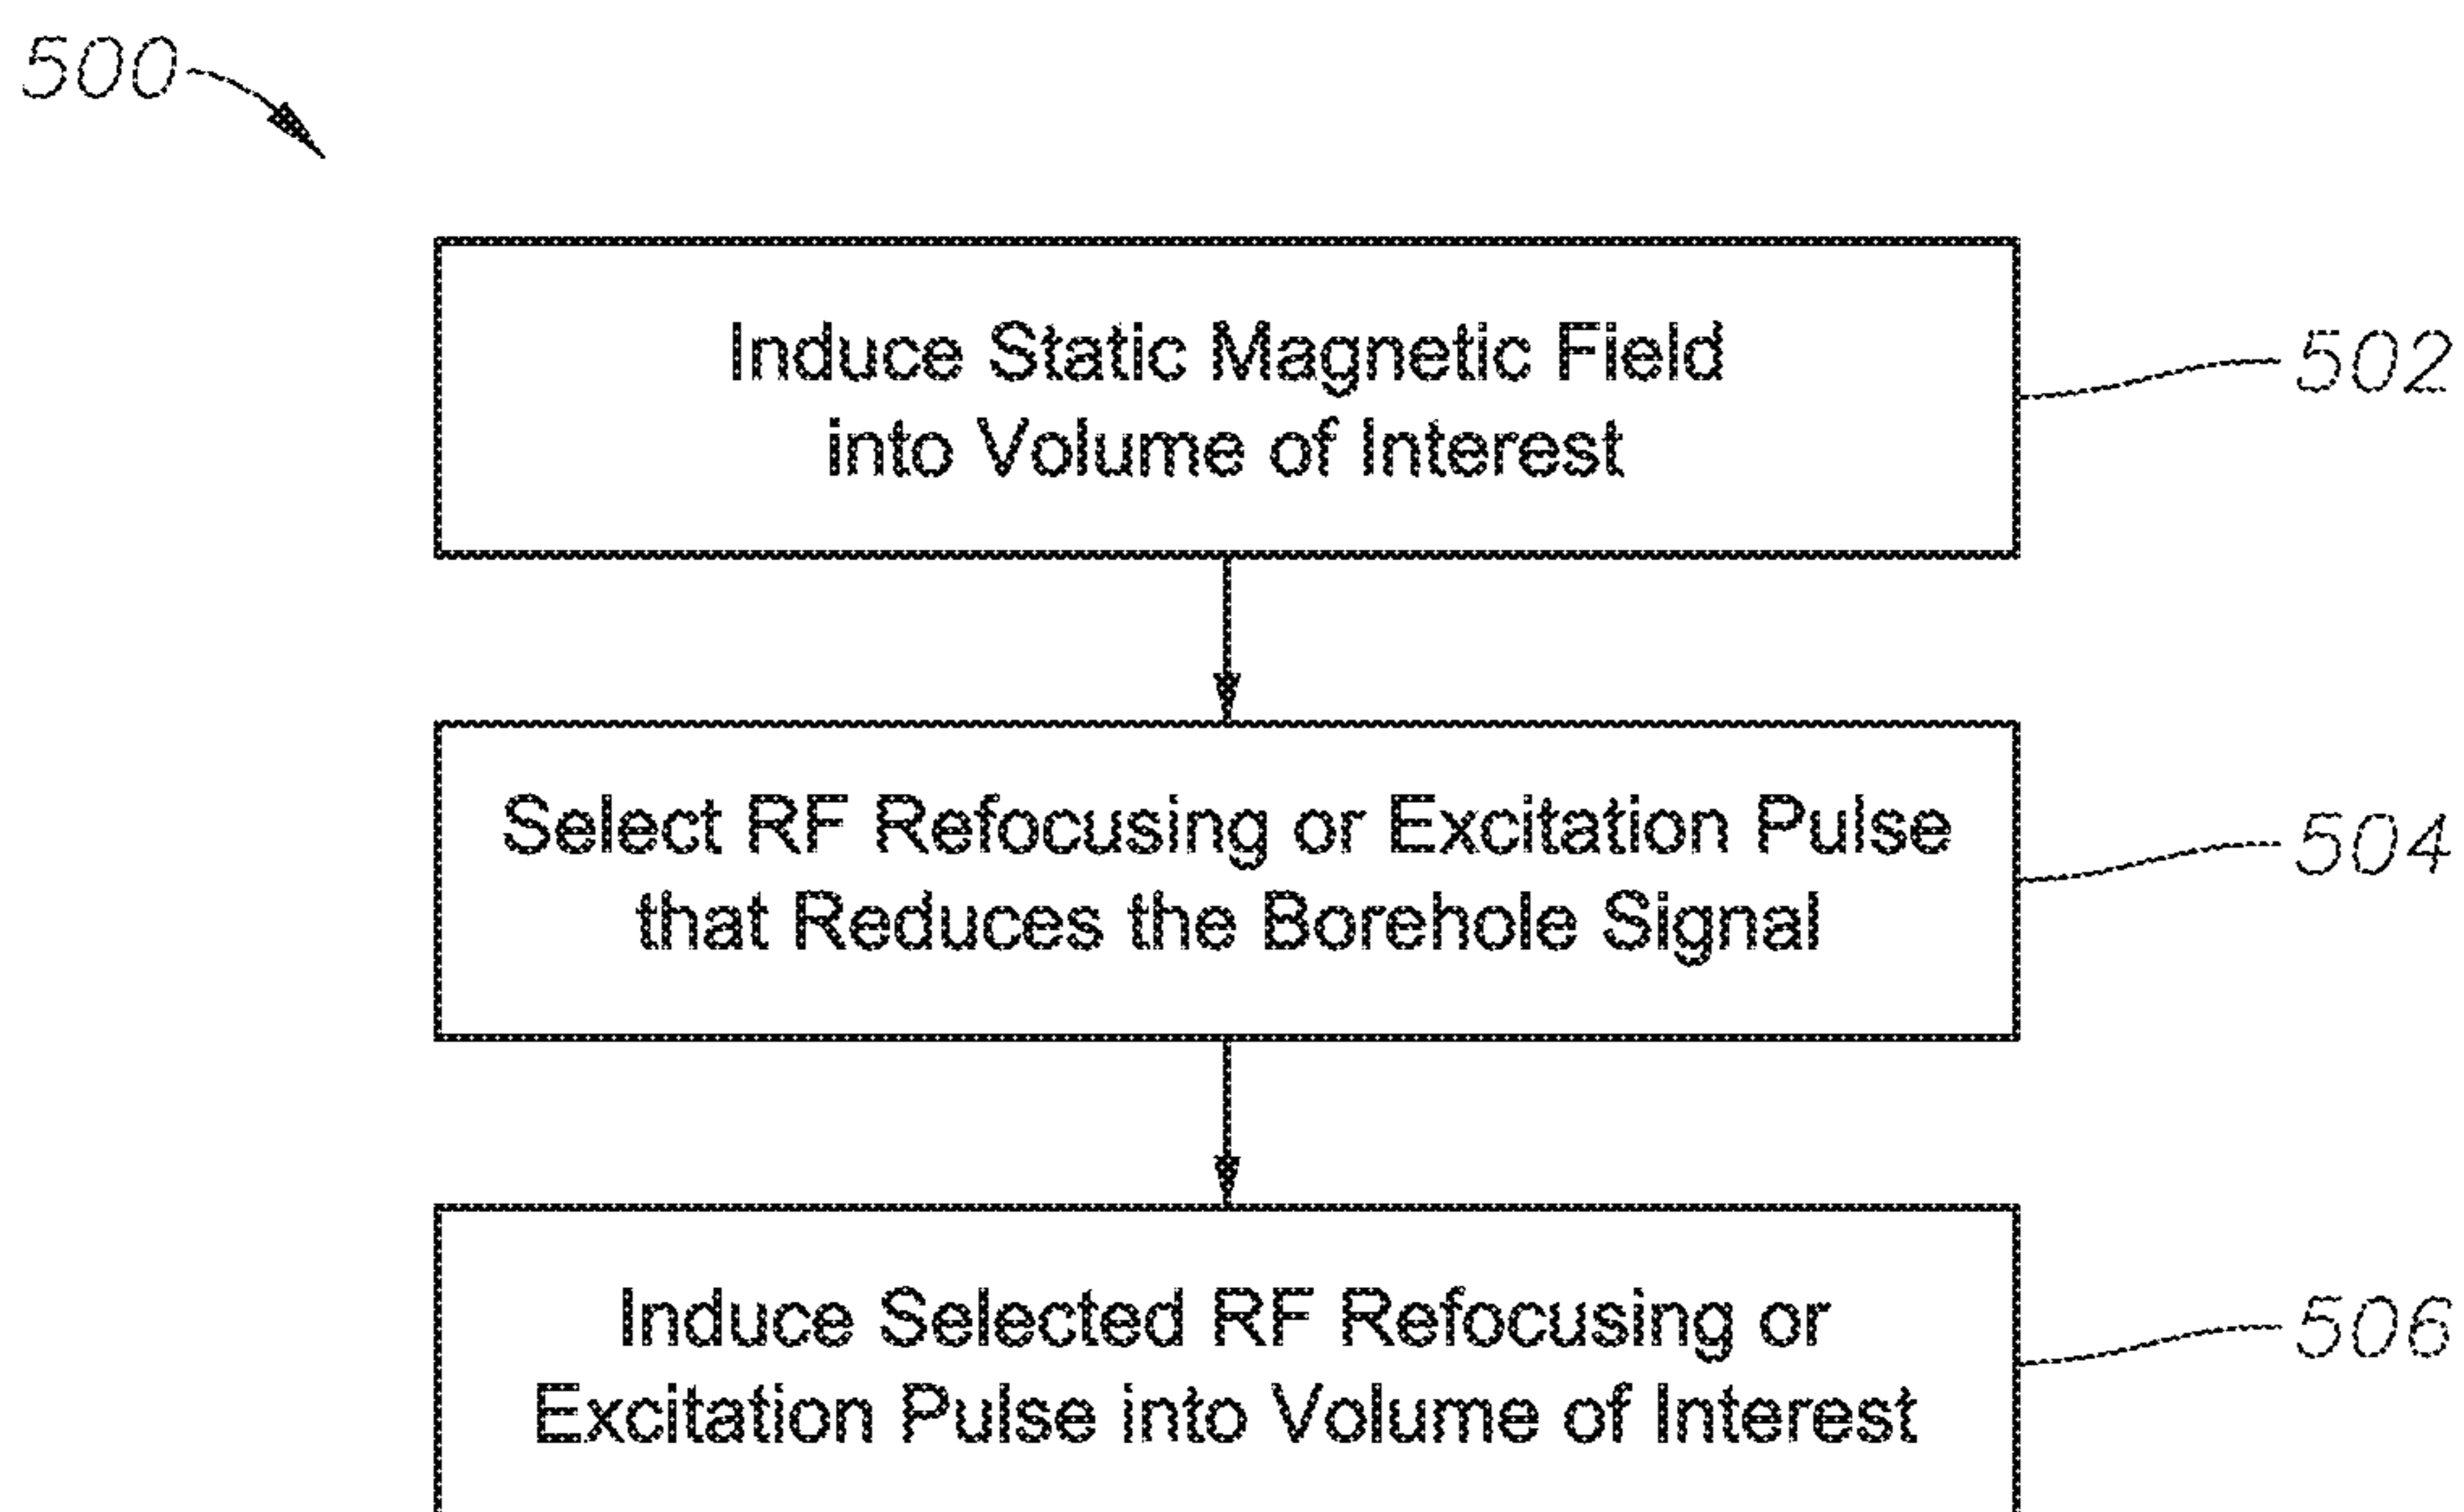 500
Induce Static Magnetic Field
into Volume of Interest
502
Select RF Refocusing or Excitation Pulse
that Reduces the Borehole Signal
504
Induce Selected RF Refocusing or
Excitation Pulse into Volume of Interest
506